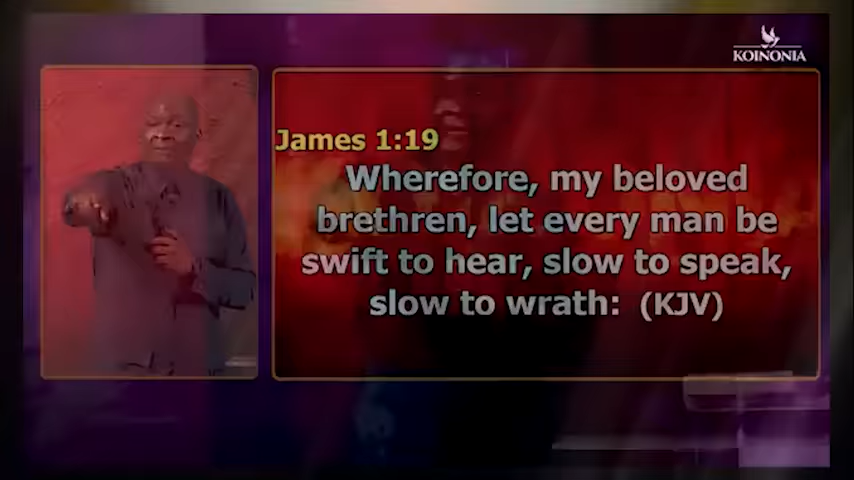 KOINONIA
James 1:19
Wherefore, my beloved
brethren, let every man be
swift to hear, slow to speak,
slow to wrath: (KJV)